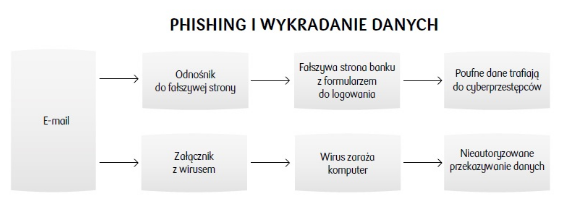 PHISHING I WYKRADANIE DANYCH
E-mail
Odnośnik
do fałszywej strony
Fałszywa strona banku
z formularzem
do logowania
Poufne dane trafiają
do cyberprzestępców
Załącznik
z wirusem
Wirus zaraża
komputer
Nieautoryzowane
przekazywanie danych